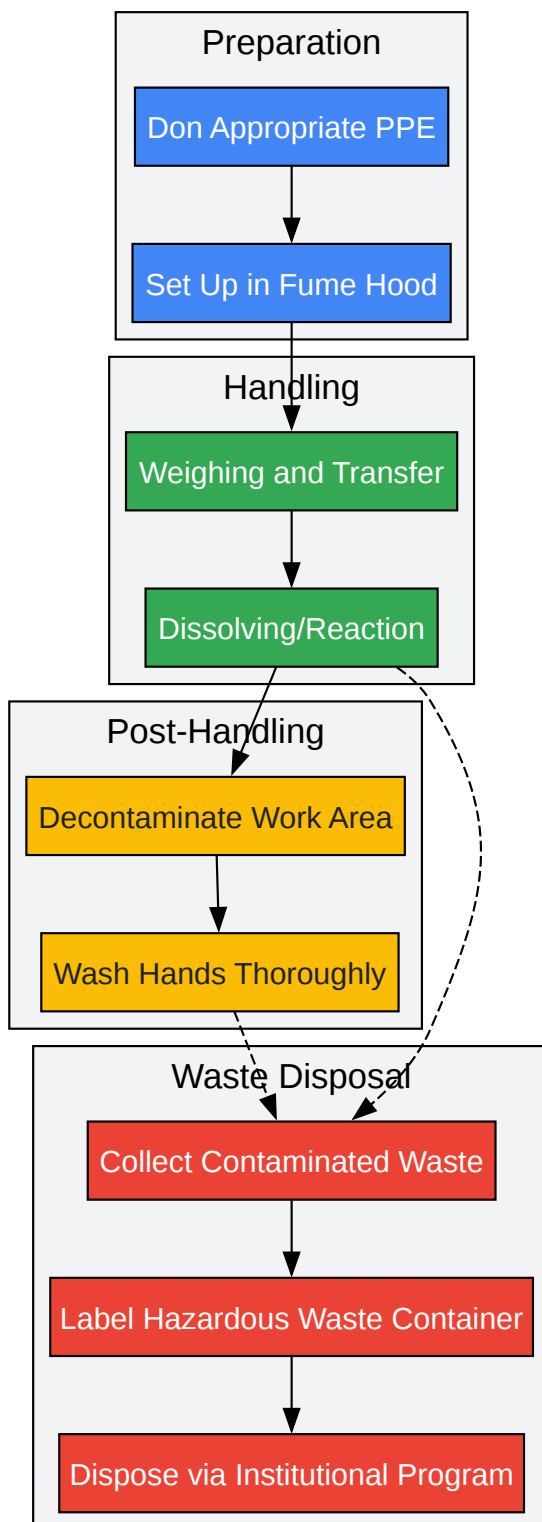 Preparation
Don Appropriate PPE
Set Up in Fume Hood
Handling
Weighing and Transfer
Dissolving/Reaction
Post-Handling
Decontaminate Work Area
Wash Hands Thoroughly
Waste Disposal
Collect Contaminated Waste
Label Hazardous Waste Container
Dispose via Institutional Program